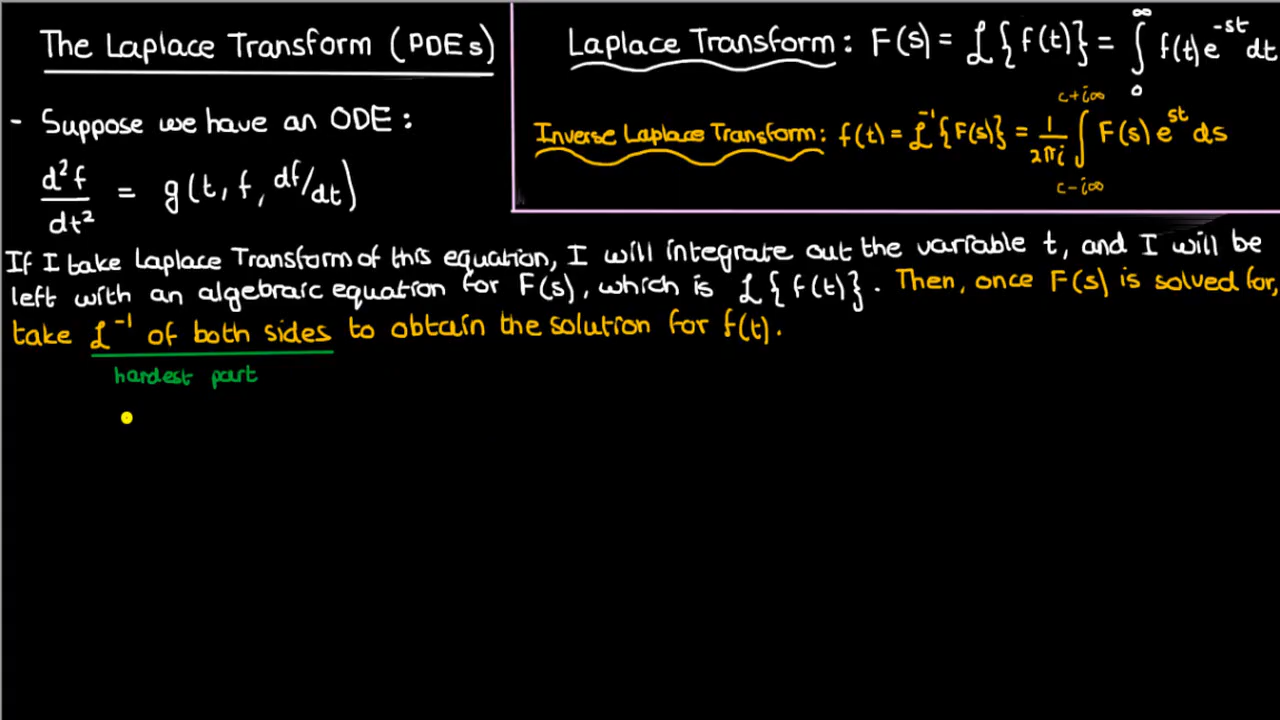 The Laplace Transform (PDEs)
- Suppose we have an ODE:
d²f/dt² = g(t, f, df/dt)
Laplace Transform: F(s) = ℒ{f(t)} = ∫₀^∞ f(t)e^-st dt
Inverse Laplace Transform: f(t) = ℒ^-1{F(s)} = 1/2πi ∫_c-i∞^c+i∞ F(s) e^st ds
If I take Laplace Transform of this equation, I will integrate out the variable t, and I will be
left with an algebraic equation for F(s), which is ℒ{f(t)}. Then, once F(s) is solved for,
take ℒ^-1 of both sides to obtain the solution for f(t).
hardest part